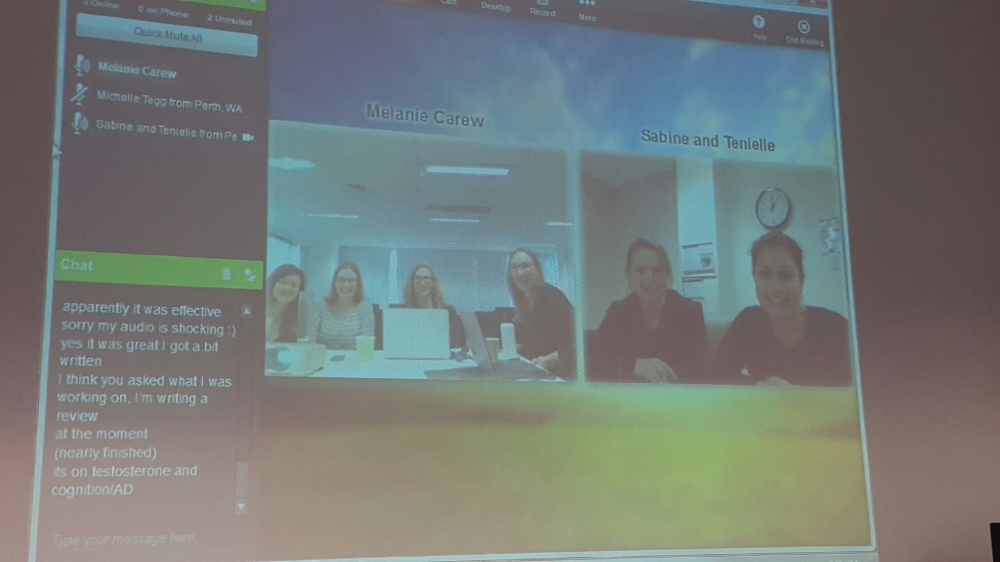 3 Online 0 on Phone 2 Unmuted
Quick Mute All
Melanie Carew
Michelle Tegg from Perth, WA
Sabine and Tenielle from Pe
Chat
apparently it was effective
sorry my audio is shocking :)
yes it was great I got a bit
written
I think you asked what I was
working on, I'm writing a
review
at the moment
(nearly finished)
its on testosterone and
cognition/AD
Type your message here...
Desktop
Record
More
Help
End Meeting
Melanie Carew
Sabine and Tenielle